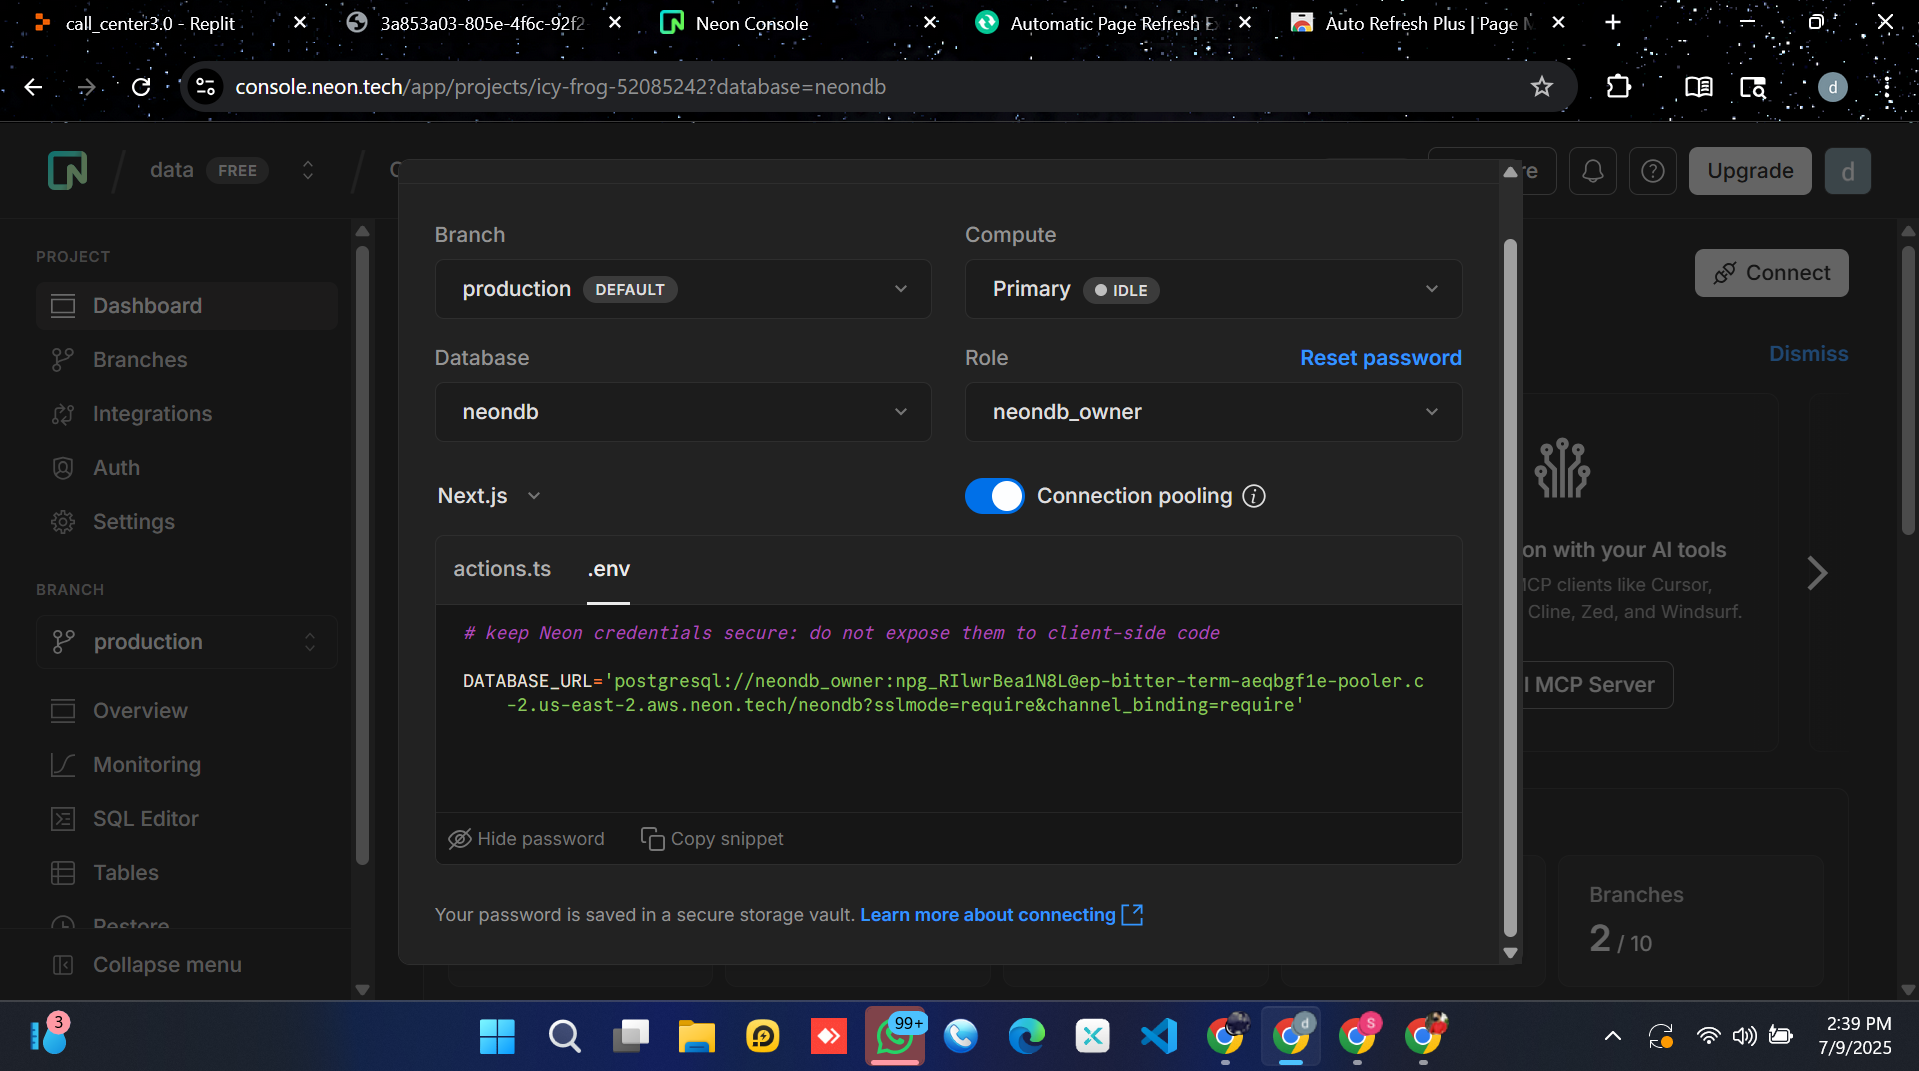 call_center3.0 - Replit
3a853a03-805e-4f6c-92f2
Neon Console
Automatic Page Refresh E
Auto Refresh Plus | Page M
console.neon.tech/app/projects/icy-frog-52085242?database=neondb
d
data FREE
Upgrade
d
PROJECT
Dashboard
Branches
Integrations
Auth
Settings
BRANCH
production
Overview
Monitoring
SQL Editor
Tables
Restore
Collapse menu
Branch
production DEFAULT
Compute
Primary IDLE
Database
neondb
Role
Reset password
neondb_owner
Next.js
Connection pooling
actions.ts
.env
# keep Neon credentials secure: do not expose them to client-side code
DATABASE_URL='postgresql://neondb_owner:npg_RIlwrBea1N8L@ep-bitter-term-aeqbgf1e-pooler.c
-2.us-east-2.aws.neon.tech/neondb?sslmode=require&channel_binding=require'
Hide password
Copy snippet
Your password is saved in a secure storage vault. Learn more about connecting
Connect
Dismiss
on with your AI tools
MCP clients like Cursor,
Cline, Zed, and Windsurf.
MCP Server
Branches
2 / 10
3
99+
d
S
2:39 PM
7/9/2025